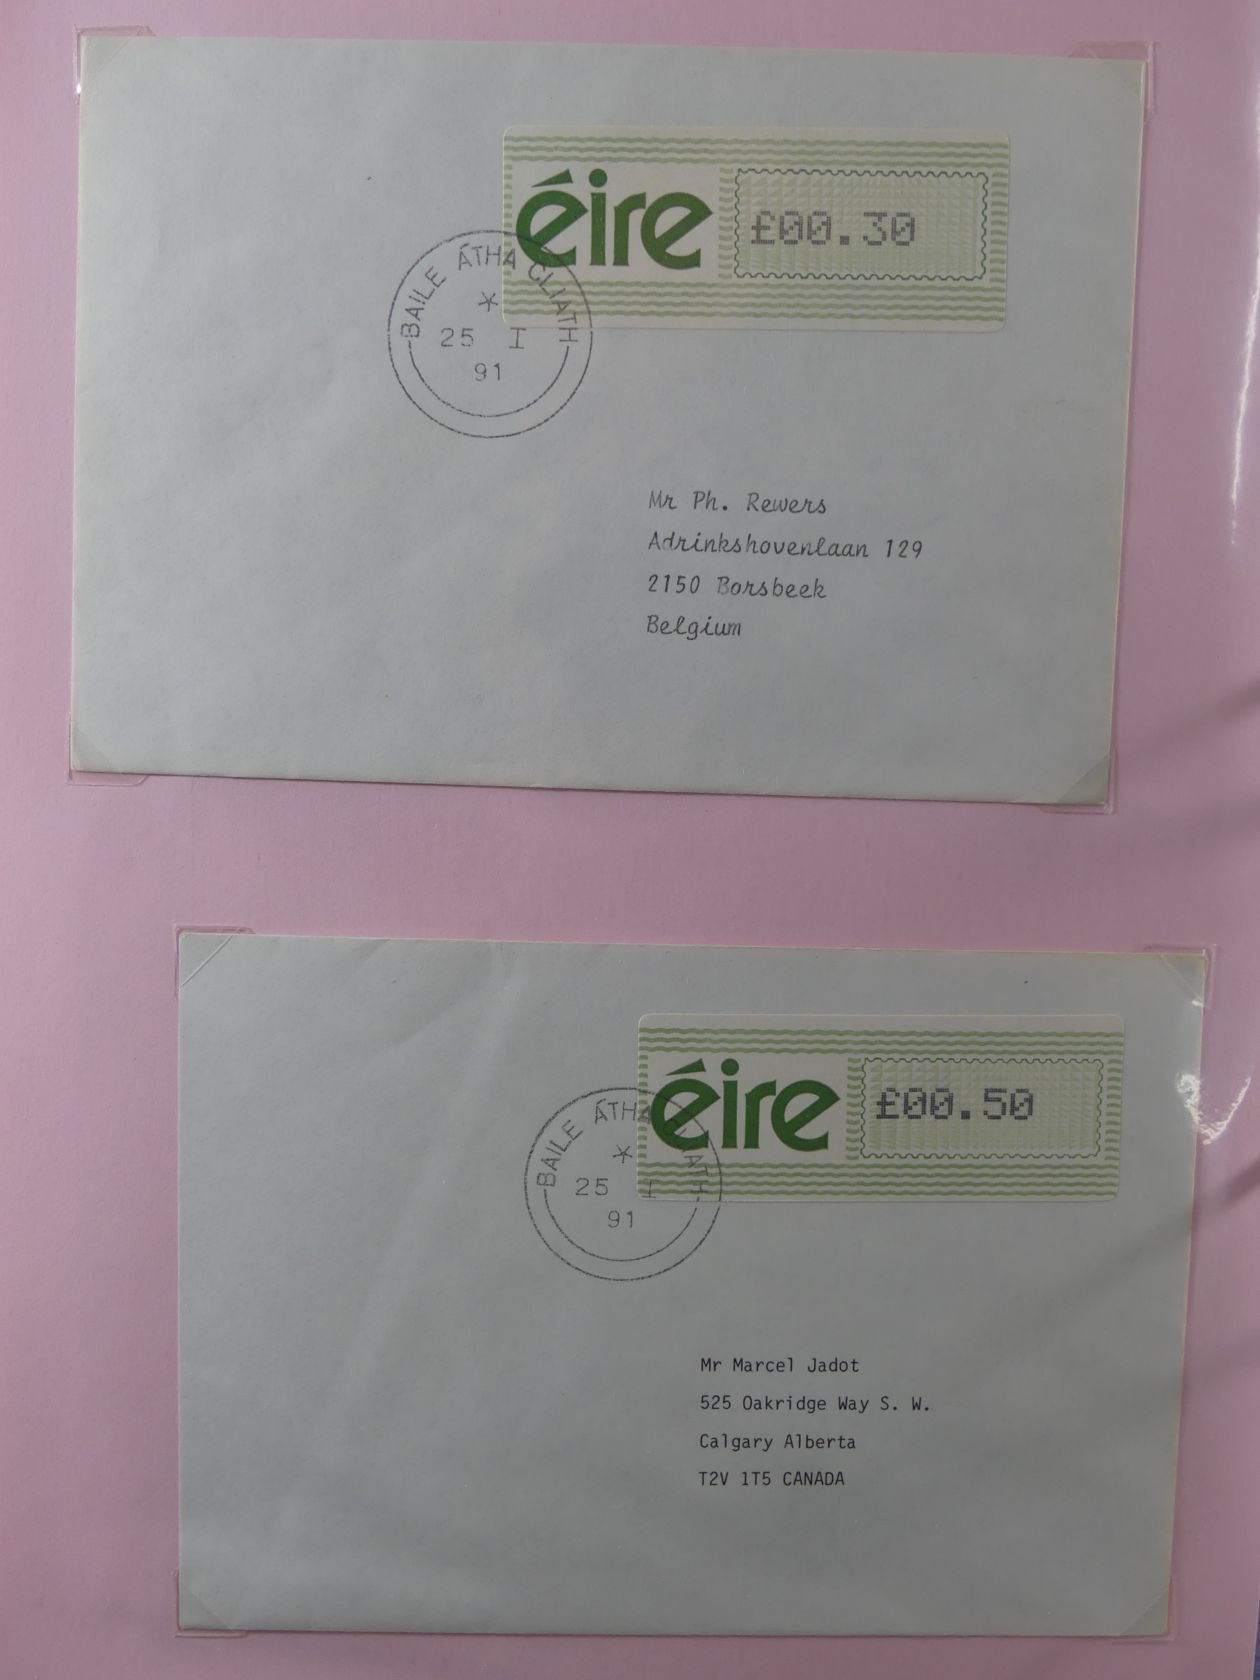 éire
£00.30
BAILE ÁTHA CLIATH
*
25 I
91
Mr Ph. Rewers
Adrinkshovenlaan 129
2150 Borsbeek
Belgium
éire
£00.50
BAILE ÁTHA CLIATH
*
25 I
91
Mr Marcel Jadot
525 Oakridge Way S. W.
Calgary Alberta
T2V 1T5 CANADA